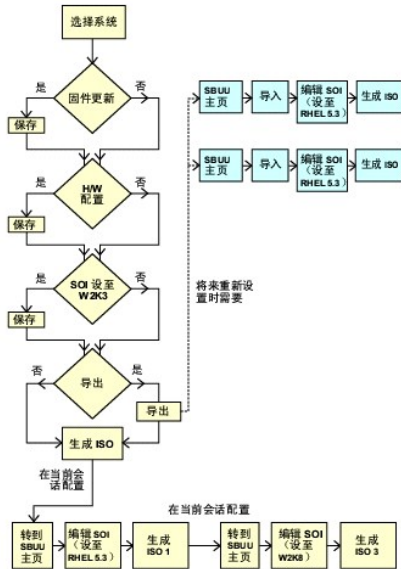 选择系统
固件更新
是
否
保存
H/W
配置
是
否
保存
SOI 设至
W2K3
是
否
保存
导出
否
是
导出
生成 ISO
SBUU
主页
导入
编辑 SOI
(设至
RHEL 5.3)
生成 ISO
SBUU
主页
导入
编辑 SOI
(设至
RHEL 5.3)
生成 ISO
将来重新设
置时需要
在当前会
话配置
在当前会话配置
转到
SBUU
主页
编辑 SOI
(设至
RHEL 5.3)
生成
ISO 1
转到
SBUU
主页
编辑 SOI
(设至
W2K8)
生成
ISO 3